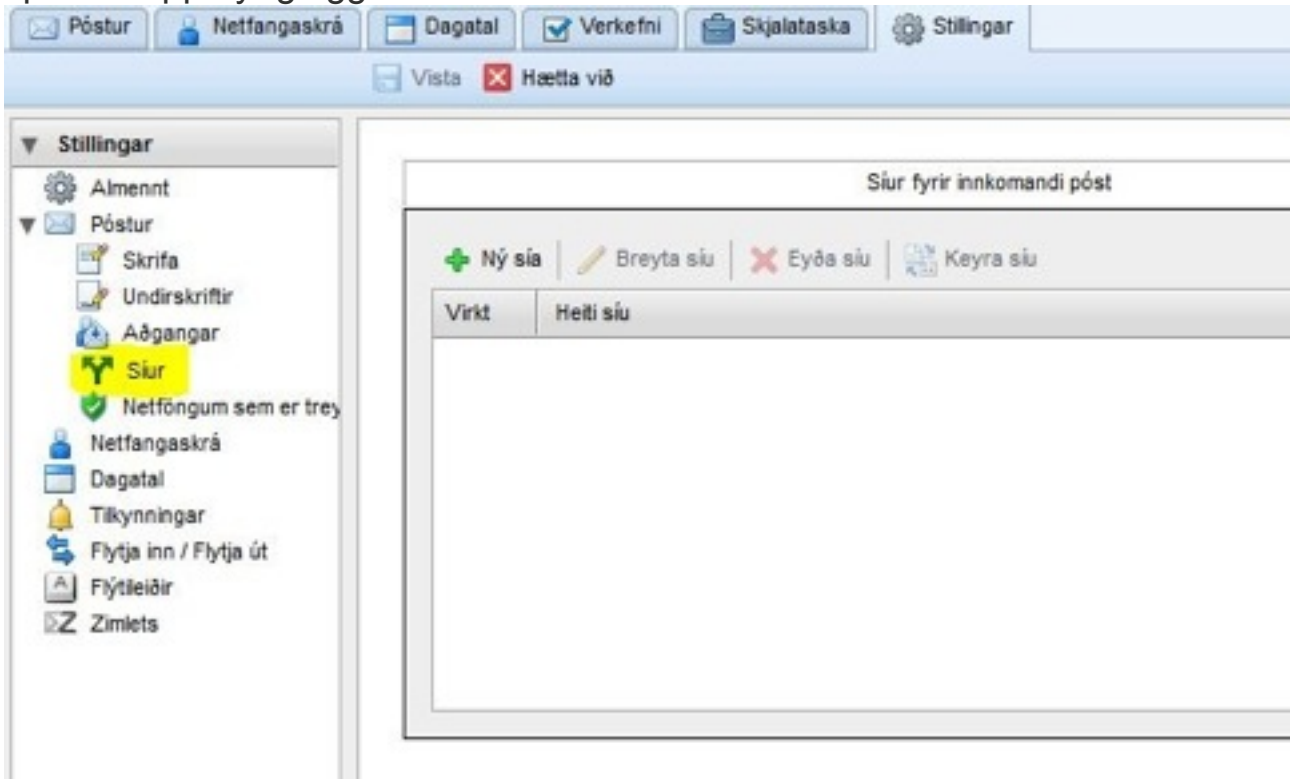 Póstur Netfangaskrá Dagatal Verkefni Skjalataska Stillingar
Vista Hætta við
Stillingar
Almennt
Póstur
Skrifa
Undirskriftir
Aðgangar
Síur
Netföngum sem er trey
Netfangaskrá
Dagatal
Tilkynningar
Flytja inn / Flytja út
Flýtileiðir
Zimlets
Síur fyrir innkomandi póst
Ný sía Breyta síu Eyða síu Keyra síu
Virkt Heiti síu